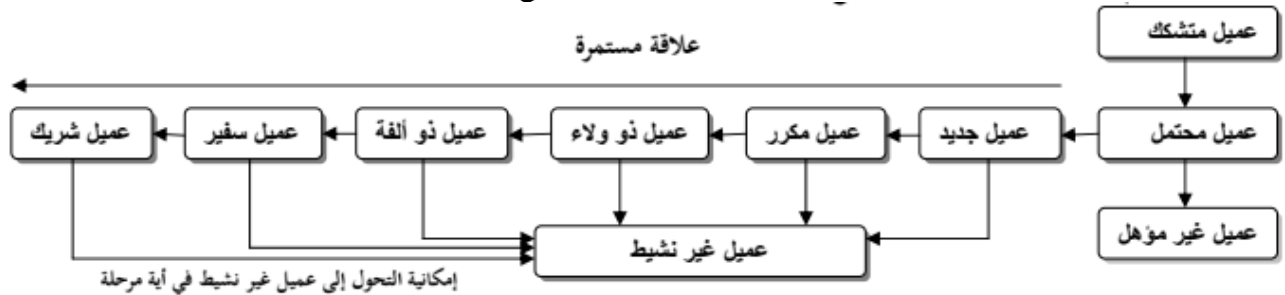 عميل متشكك
علاقة مستمرة
عميل محتمل
عميل جديد
عميل مكرر
عميل ذو ولاء
عميل ذو ألفة
عميل سفير
عميل شريك
عميل غير مؤهل
عميل غير نشيط
إمكانية التحول إلى عميل غير نشيط في أية مرحلة